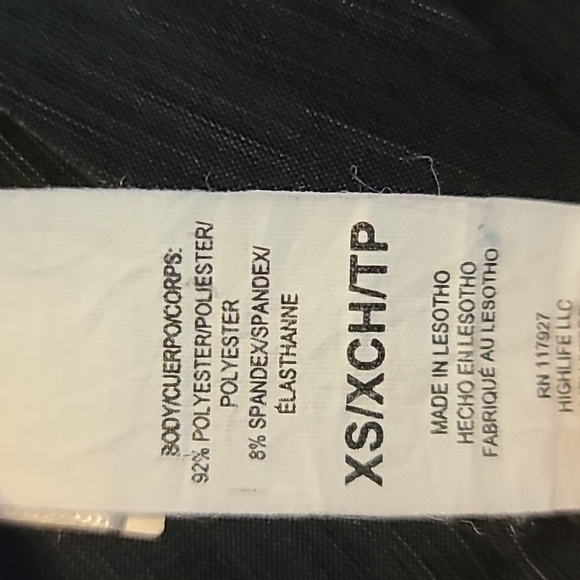 BODY/CUERPO/CORPS:
92% POLYESTER/POLIESTER/
POLYESTER
8% SPANDEX/SPANDEX/
ÉLASTHANNE
XS/XCH/TP
MADE IN LESOTHO
HECHO EN LESOTHO
FABRIQUÉ AU LESOTHO
RN 117927
HIGHLIFE LLC